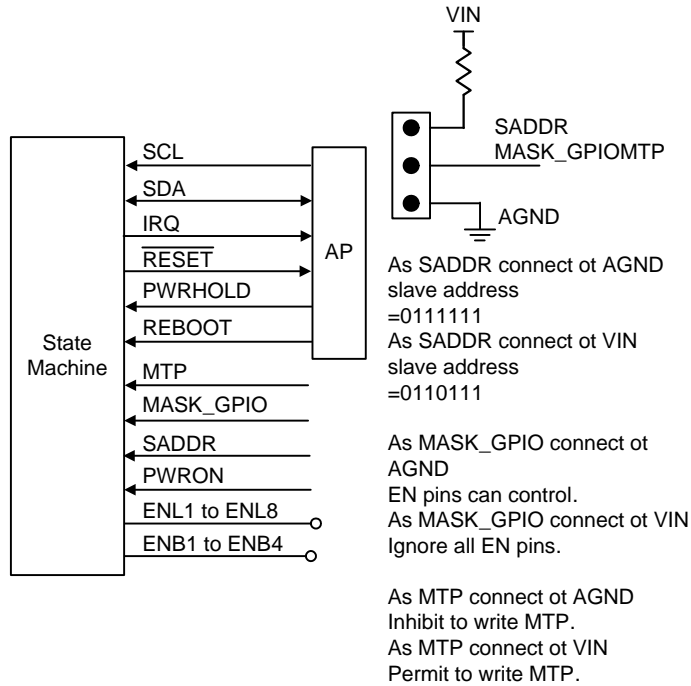 VIN
SADDR
MASK_GPIOMTP
AGND
SCL
SDA
IRQ
RESET
PWRHOLD
REBOOT
AP
State
Machine
MTP
MASK_GPIO
SADDR
PWRON
ENL1 to ENL8
ENB1 to ENB4
As SADDR connect ot AGND
slave address
=0111111
As SADDR connect ot VIN
slave address
=0110111
As MASK_GPIO connect ot
AGND
EN pins can control.
As MASK_GPIO connect ot VIN
Ignore all EN pins.
As MTP connect ot AGND
Inhibit to write MTP.
As MTP connect ot VIN
Permit to write MTP.